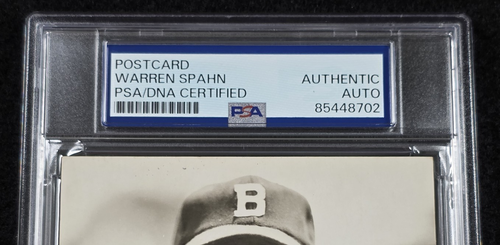 POSTCARD
WARREN SPAHN
PSA/DNA CERTIFIED
AUTHENTIC
AUTO
85448702
PSA
B